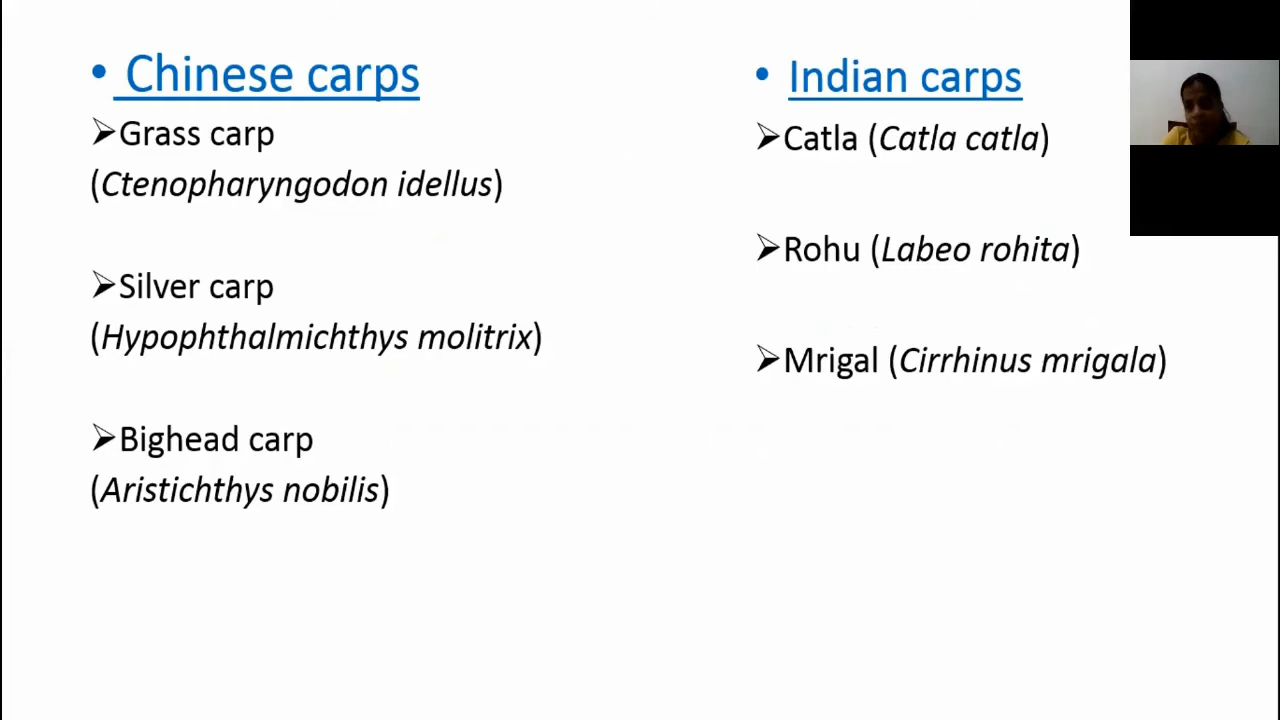 • Chinese carps
➢Grass carp
(Ctenopharyngodon idellus)
➢Silver carp
(Hypophthalmichthys molitrix)
➢Bighead carp
(Aristichthys nobilis)
• Indian carps
➢Catla (Catla catla)
➢Rohu (Labeo rohita)
➢Mrigal (Cirrhinus mrigala)